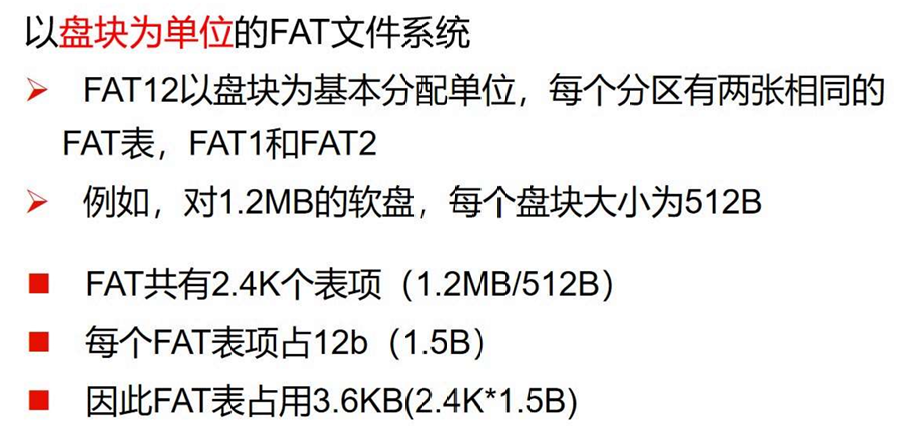 以盘块为单位的FAT文件系统
FAT12以盘块为基本分配单位，每个分区有两张相同的
FAT表，FAT1和FAT2
例如，对1.2MB的软盘，每个盘块大小为512B
FAT共有2.4K个表项（1.2MB/512B）
每个FAT表项占12b（1.5B）
因此FAT表占用3.6KB(2.4K*1.5B)